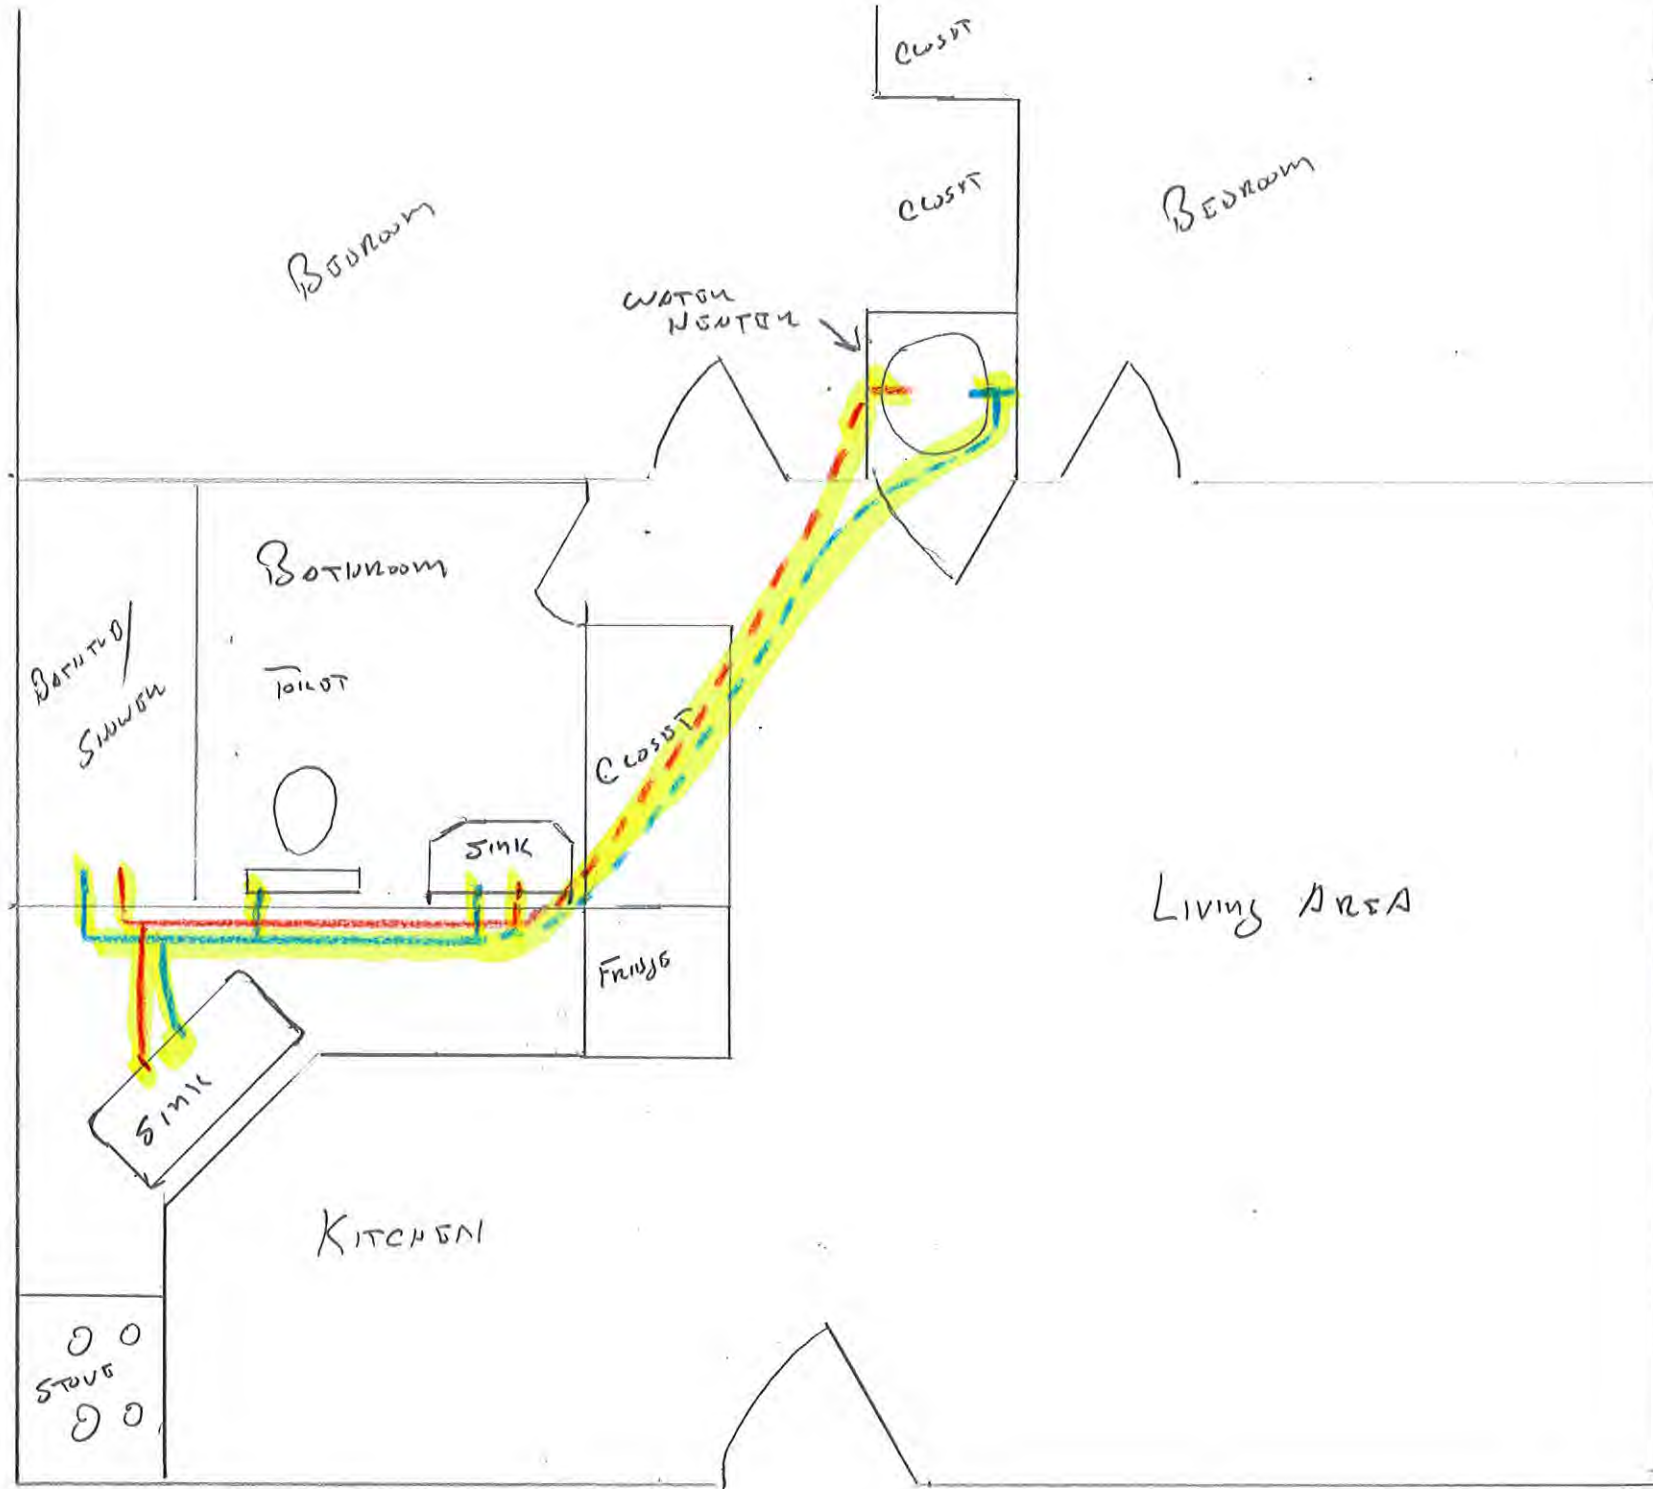 CLOSET
CLOSET
BEDROOM
BEDROOM
WATER
HEATER
BATHROOM
BATHTUB/
SHOWER
TOILET
CLOSET
SINK
LIVING AREA
FRIDGE
SINK
KITCHEN
STOVE